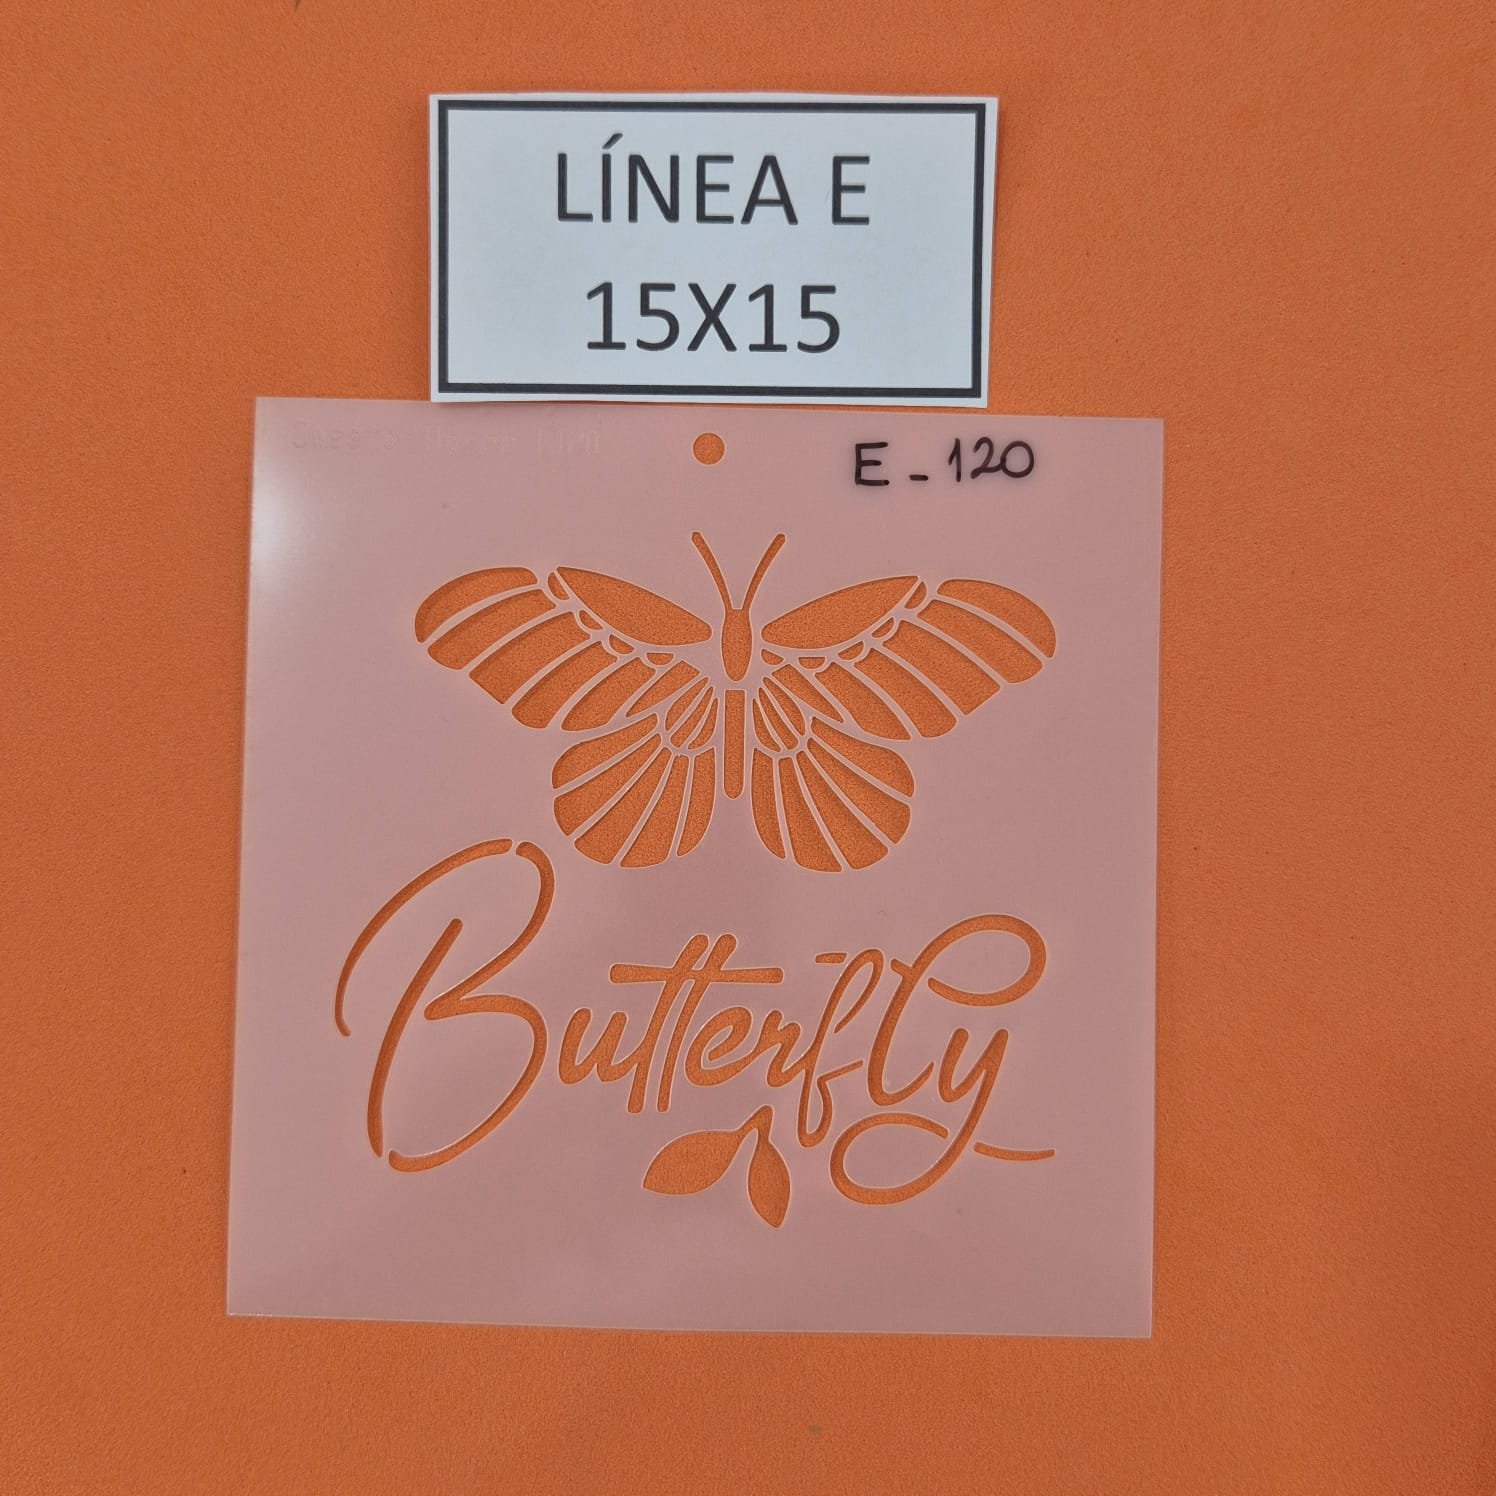 LÍNEA E
15X15
E - 120
Butterfly